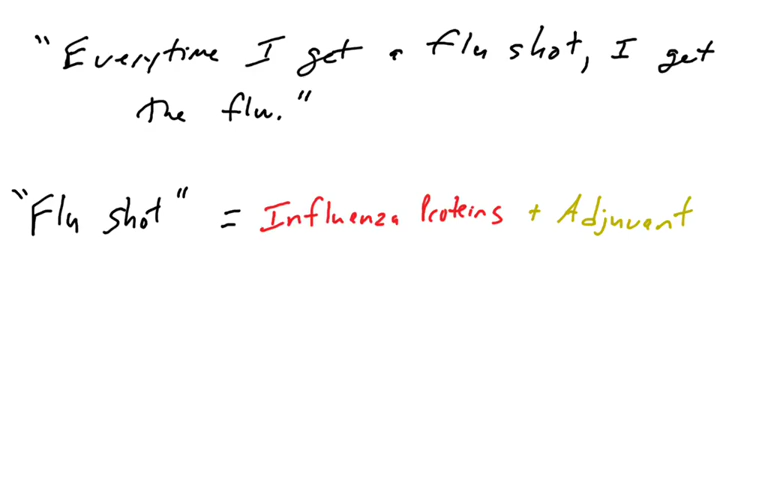 "Everytime I get a flu shot, I get
the flu."
"Flu shot" = Influenza Proteins + Adjuvant